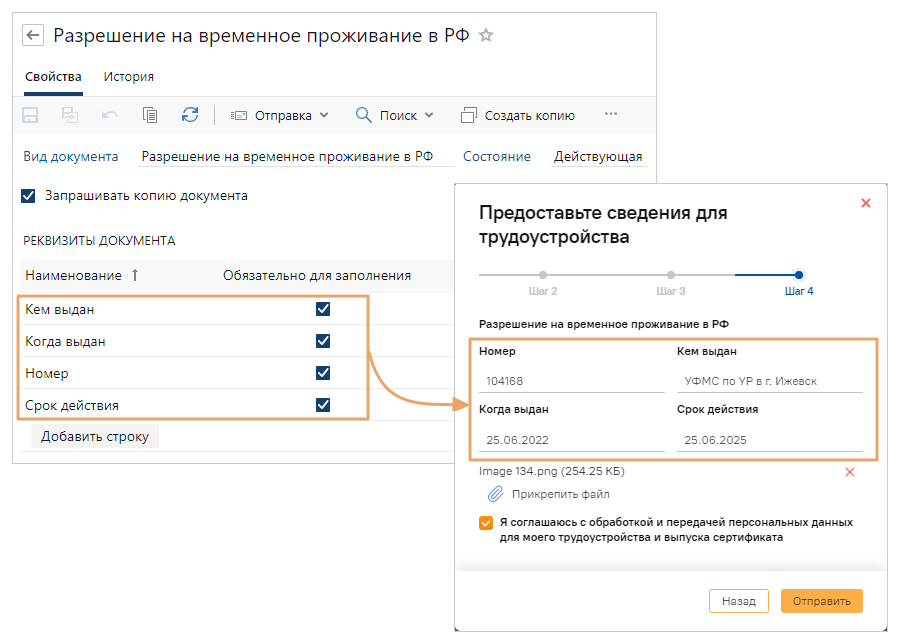 Разрешение на временное проживание в РФ
Свойства История
Отправка Поиск Создать копию ...
Вид документа Разрешение на временное проживание в РФ Состояние Действующая
Запрашивать копию документа
РЕКВИЗИТЫ ДОКУМЕНТА
Наименование ↑ Обязательно для заполнения
Кем выдан
Когда выдан
Номер
Срок действия
Добавить строку
Предоставьте сведения для
трудоустройства
Шаг 2 Шаг 3 Шаг 4
Разрешение на временное проживание в РФ
Номер Кем выдан
104168 УФМС по УР в г. Ижевск
Когда выдан Срок действия
25.06.2022 25.06.2025
Image 134.png (254.25 КБ)
Прикрепить файл
Я соглашаюсь с обработкой и передачей персональных данных
для моего трудоустройства и выпуска сертификата
Назад Отправить